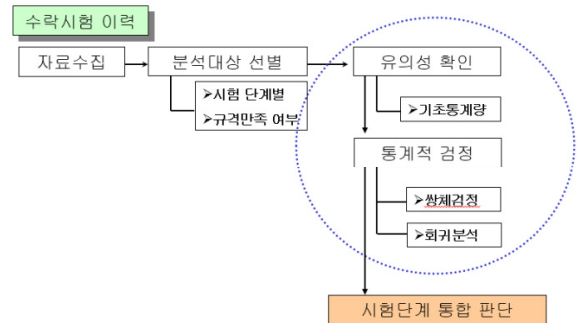 수락시험 이력
자료수집
분석대상 선별
유의성 확인
➢시험 단계별
➢규격만족 여부
➢기초통계량
통계적 검정
➢쌍체검정
➢회귀분석
시험단계 통합 판단